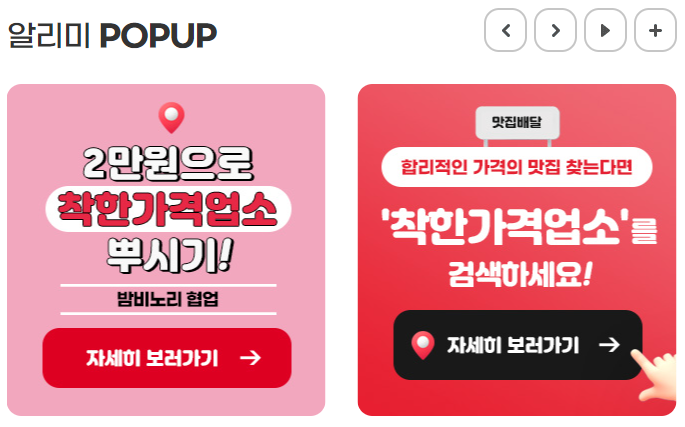 알리미 POPUP
2만원으로
착한가격업소
뿌시기!
밤비노리 협업
자세히 보러가기
맛집배달
합리적인 가격의 맛집 찾는다면
'착한가격업소'를
검색하세요!
자세히 보러가기